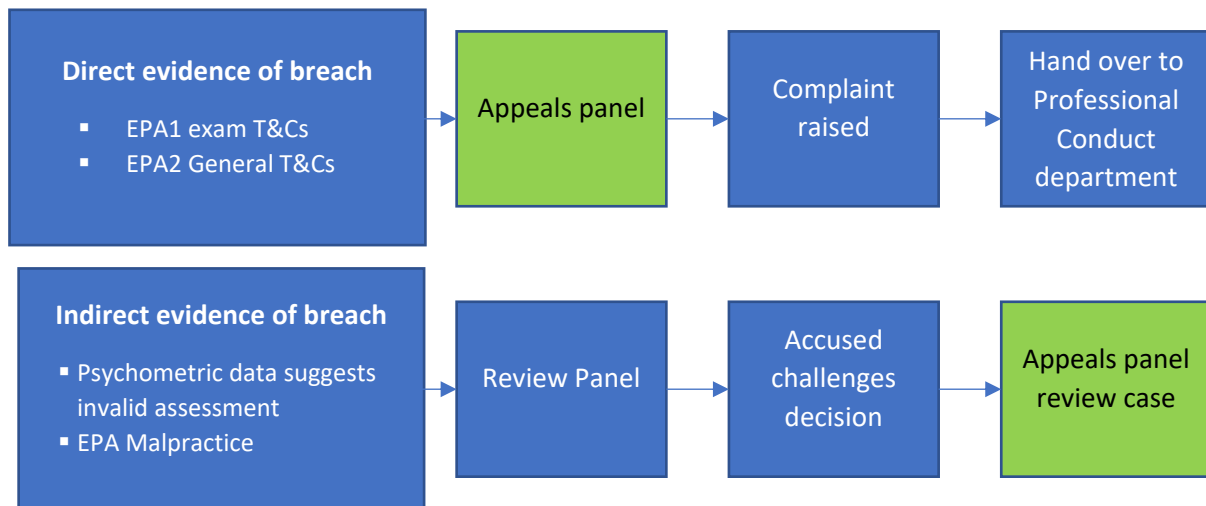 Direct evidence of breach
▪ EPA1 exam T&Cs
▪ EPA2 General T&Cs
Appeals panel
Complaint
raised
Hand over to
Professional
Conduct
department
Indirect evidence of breach
▪ Psychometric data suggests
invalid assessment
▪ EPA Malpractice
Review Panel
Accused
challenges
decision
Appeals panel
review case